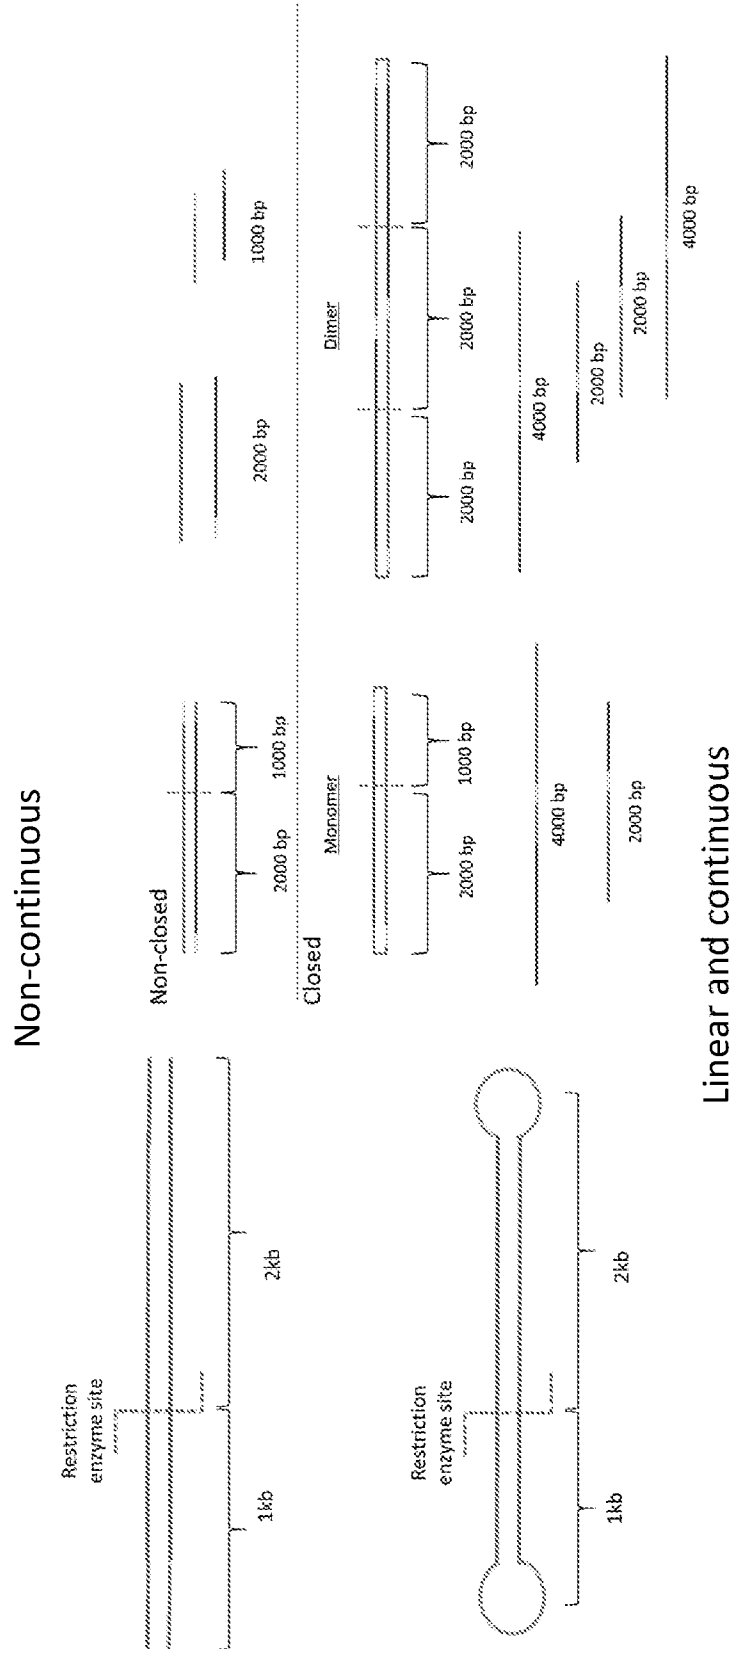 Non-continuous
Restriction
enzyme site
1kb
2kb
Non-closed
2000 bp
1000 bp
2000 bp
1000 bp
Closed
Monomer
2000 bp
1000 bp
4000 bp
2000 bp
Dimer
2000 bp
2000 bp
2000 bp
4000 bp
2000 bp
2000 bp
4000 bp
Restriction
enzyme site
1kb
2kb
Linear and continuous